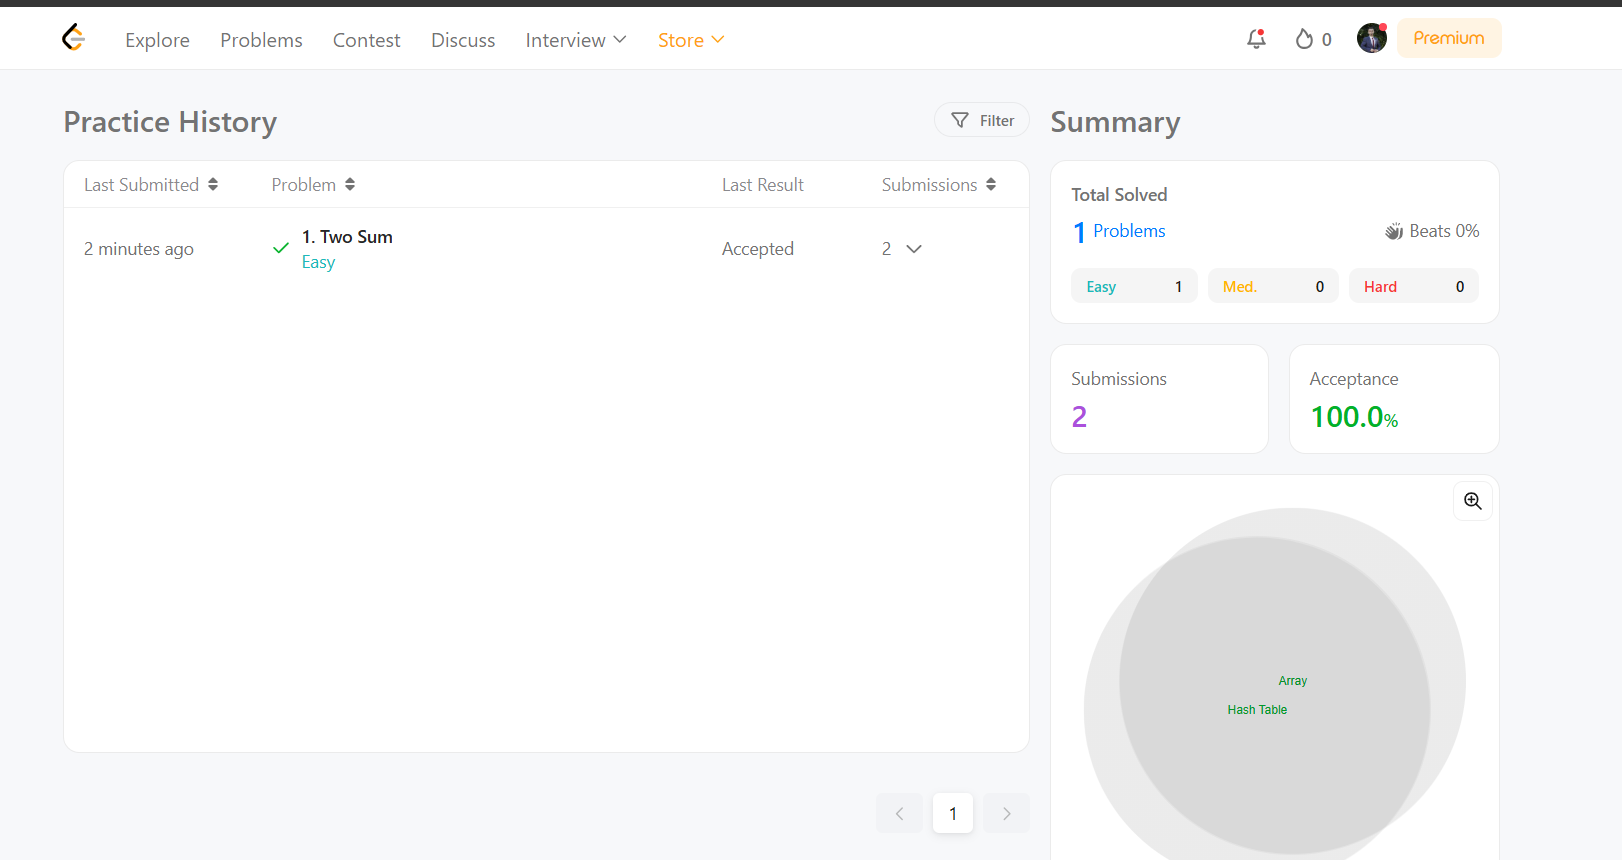 Explore Problems Contest Discuss Interview Store 0 Premium
Practice History
Filter
Last Submitted Problem Last Result Submissions
2 minutes ago 1. Two Sum Accepted 2
Easy
1
Summary
Total Solved
1 Problems Beats 0%
Easy 1 Med. 0 Hard 0
Submissions
2
Acceptance
100.0%
Array
Hash Table